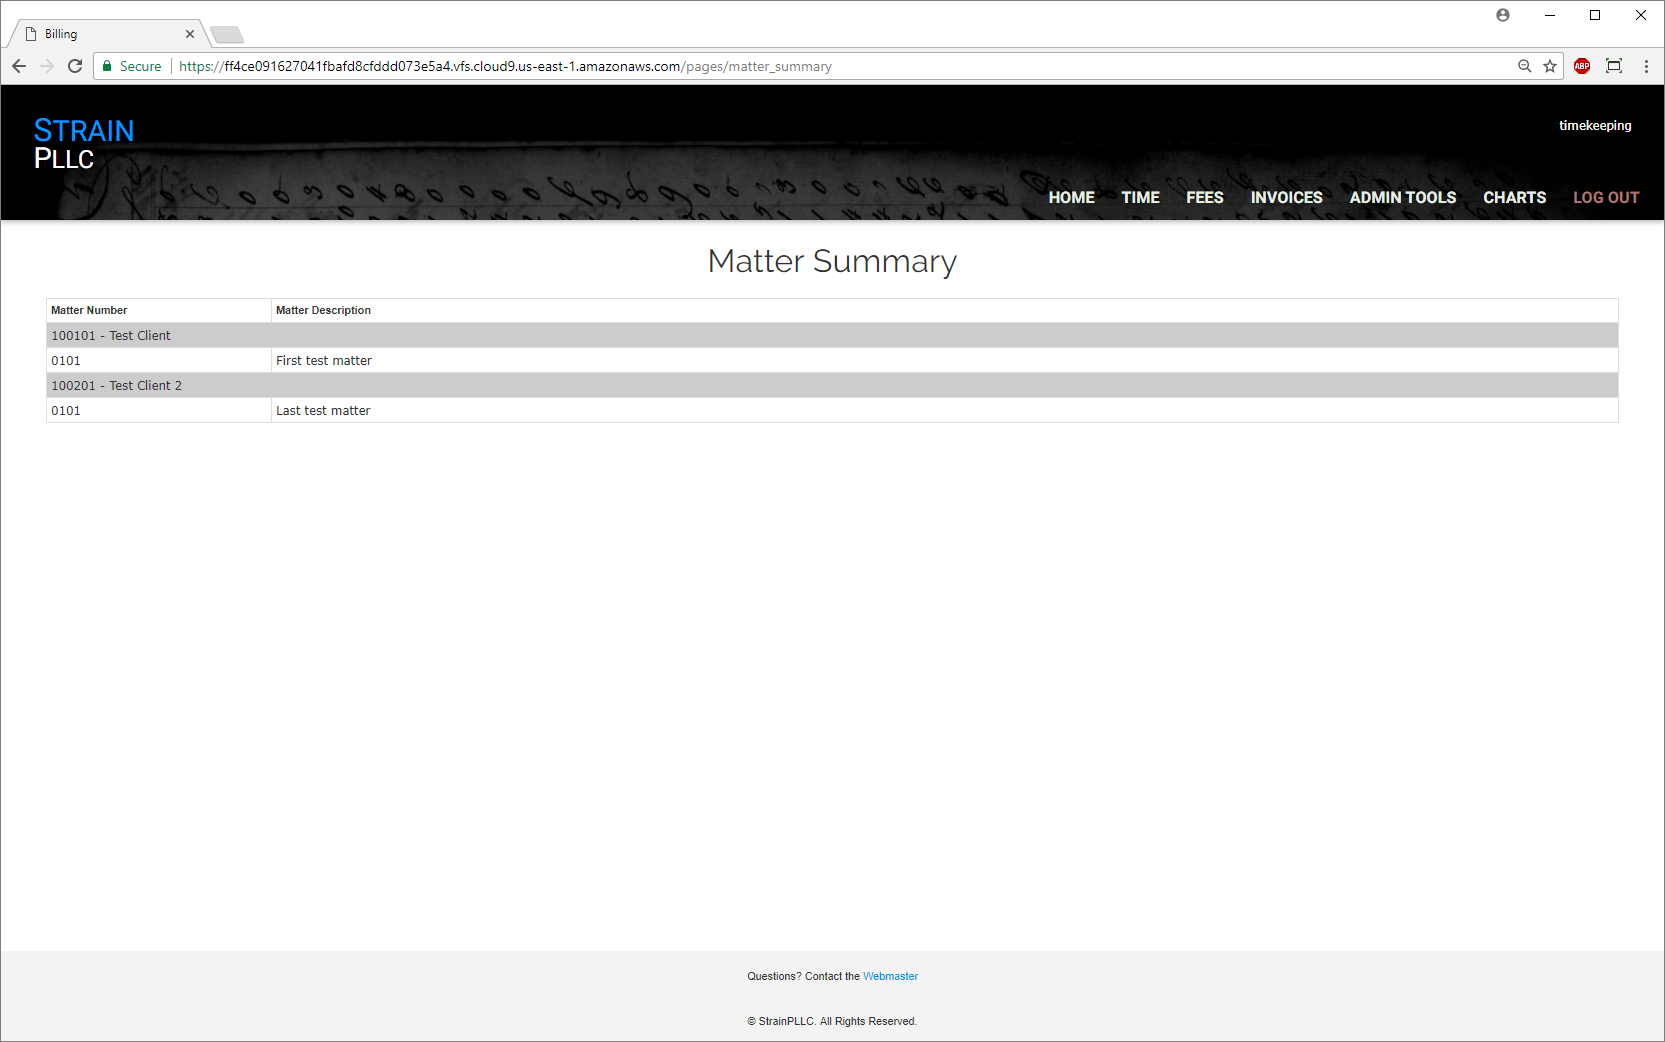 Billing
Secure https://ff4ce091627041fbafd8cfddd073e5a4.vfs.cloud9.us-east-1.amazonaws.com/pages/matter_summary
ABP
STRAIN
PLLC
timekeeping
HOME TIME FEES INVOICES ADMIN TOOLS CHARTS LOG OUT
Matter Summary
Matter Number Matter Description
100101 - Test Client
0101 First test matter
100201 - Test Client 2
0101 Last test matter
Questions? Contact the Webmaster
© StrainPLLC. All Rights Reserved.